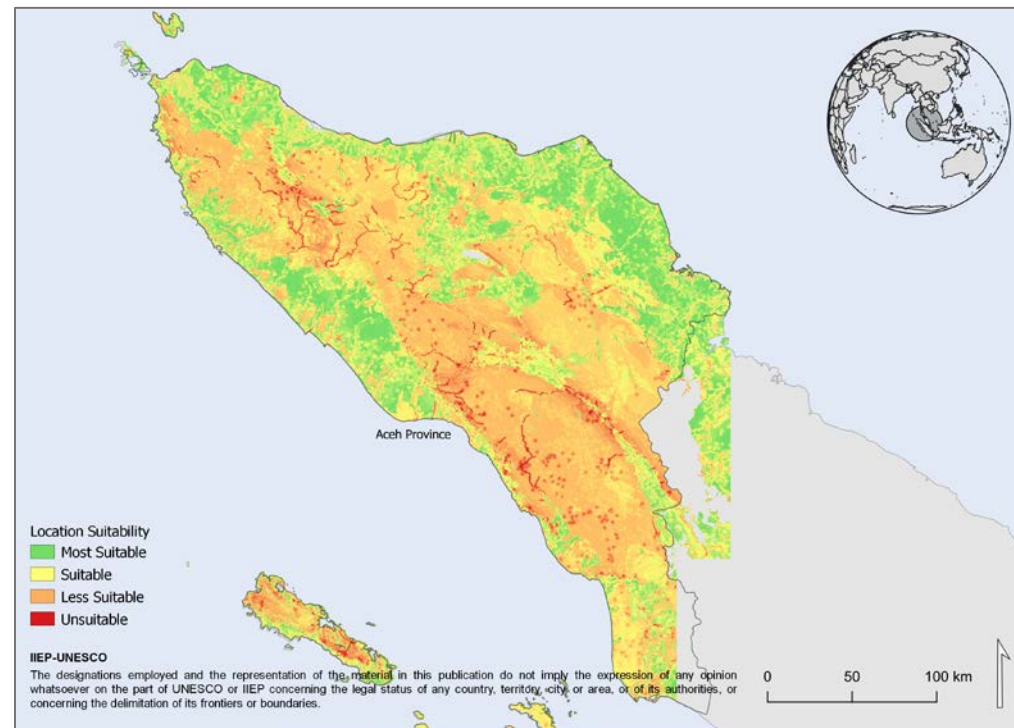 Aceh Province
Location Suitability
Most Suitable
Suitable
Less Suitable
Unsuitable
IIEP-UNESCO
The designations employed and the representation of the material in this publication do not imply the expression of any opinion
whatsoever on the part of UNESCO or IIEP concerning the legal status of any country, territory, city or area, or of its authorities, or
concerning the delimitation of its frontiers or boundaries.
0 50 100 km